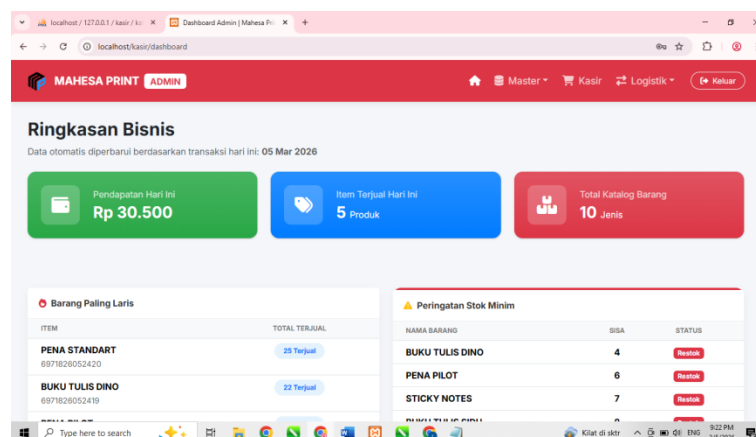 localhost / 127.0.0.1 / kasir / ka
Dashboard Admin | Mahesa Pri
localhost/kasir/dashboard
MAHESA PRINT ADMIN
Master
Kasir
Logistik
Keluar
Ringkasan Bisnis
Data otomatis diperbarui berdasarkan transaksi hari ini: 05 Mar 2026
Pendapatan Hari Ini
Rp 30.500
Item Terjual Hari Ini
5 Produk
Total Katalog Barang
10 Jenis
Barang Paling Laris
ITEM TOTAL TERJUAL
PENA STANDART 25 Terjual
6971826052420
BUKU TULIS DINO 22 Terjual
6971826052419
Peringatan Stok Minim
NAMA BARANG SISA STATUS
BUKU TULIS DINO 4 Restok
PENA PILOT 6 Restok
STICKY NOTES 7 Restok
Type here to search
Kilat di sktr
ENG
9:22 PM